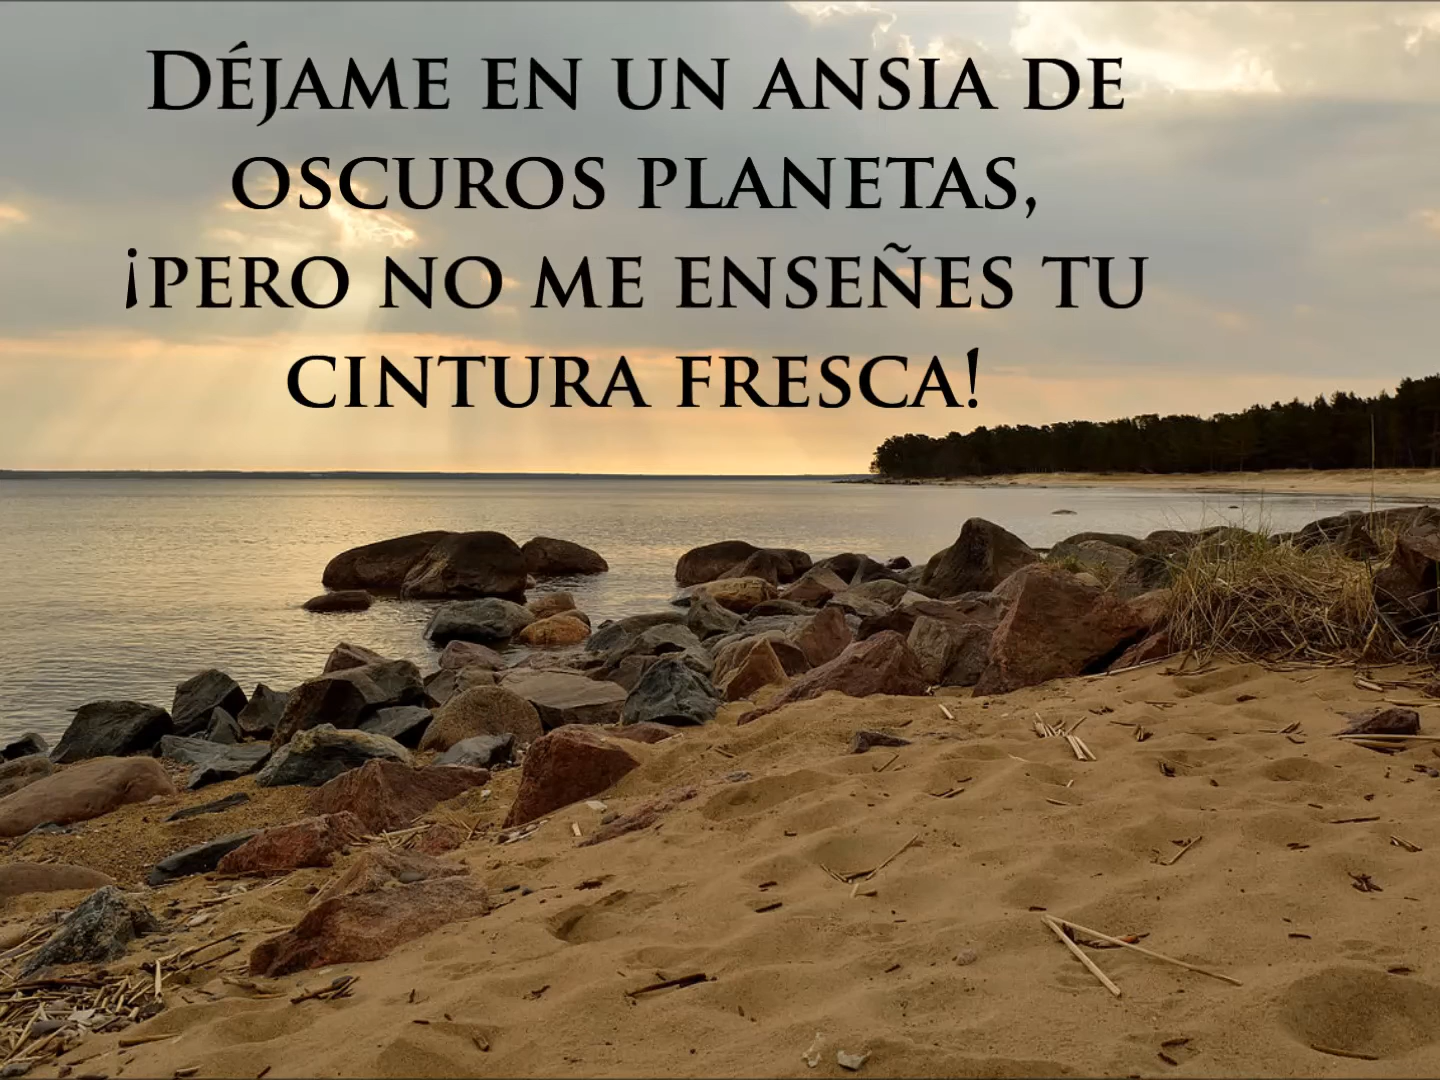 Déjame en un ansia de
oscuros planetas,
¡pero no me enseñes tu
cintura fresca!